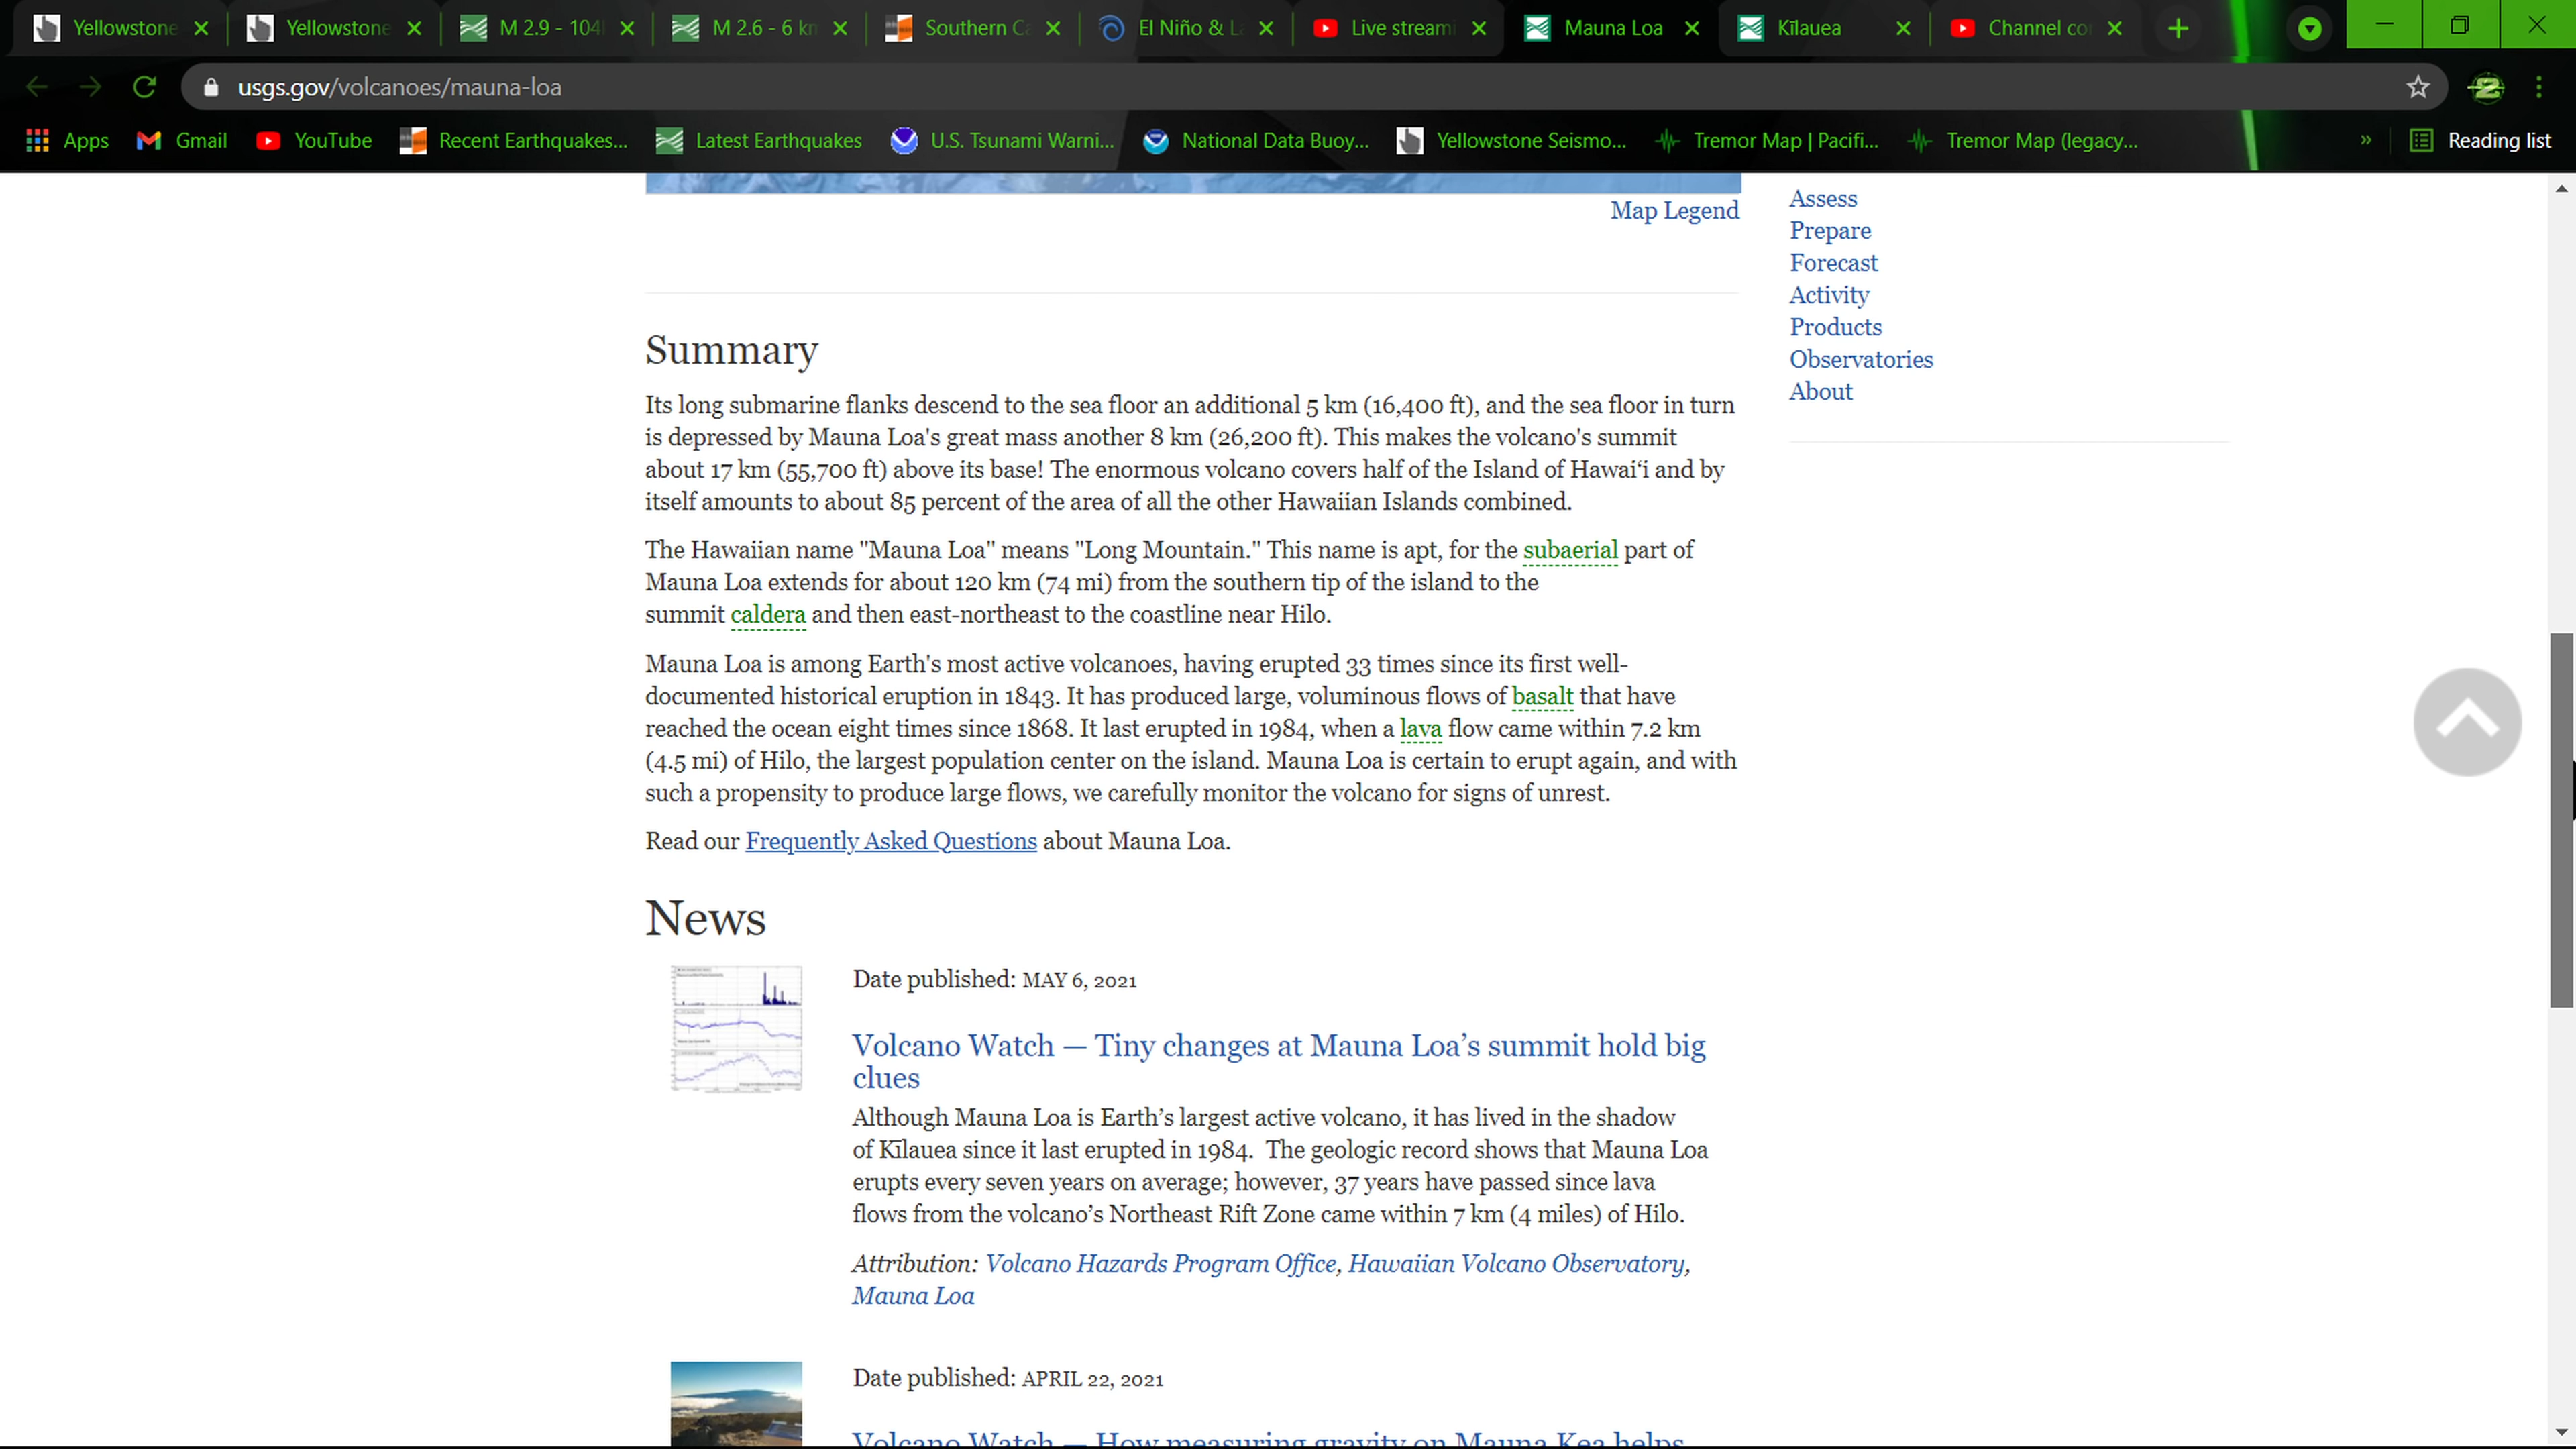 Yellowstone
Yellowstone
M 2.9 - 104
M 2.6 - 6 km
Southern Ca
El Niño & La
Live streami
Mauna Loa
Kīlauea
Channel co
usgs.gov/volcanoes/mauna-loa
Apps
Gmail
YouTube
Recent Earthquakes...
Latest Earthquakes
U.S. Tsunami Warni...
National Data Buoy...
Yellowstone Seismo...
Tremor Map | Pacifi...
Tremor Map (legacy...
»
Reading list
Map Legend
Assess
Prepare
Forecast
Activity
Products
Observatories
About
Summary
Its long submarine flanks descend to the sea floor an additional 5 km (16,400 ft), and the sea floor in turn
is depressed by Mauna Loa's great mass another 8 km (26,200 ft). This makes the volcano's summit
about 17 km (55,700 ft) above its base! The enormous volcano covers half of the Island of Hawai‘i and by
itself amounts to about 85 percent of the area of all the other Hawaiian Islands combined.
The Hawaiian name "Mauna Loa" means "Long Mountain." This name is apt, for the subaerial part of
Mauna Loa extends for about 120 km (74 mi) from the southern tip of the island to the
summit caldera and then east-northeast to the coastline near Hilo.
Mauna Loa is among Earth's most active volcanoes, having erupted 33 times since its first well-
documented historical eruption in 1843. It has produced large, voluminous flows of basalt that have
reached the ocean eight times since 1868. It last erupted in 1984, when a lava flow came within 7.2 km
(4.5 mi) of Hilo, the largest population center on the island. Mauna Loa is certain to erupt again, and with
such a propensity to produce large flows, we carefully monitor the volcano for signs of unrest.
Read our Frequently Asked Questions about Mauna Loa.
News
Date published: MAY 6, 2021
Volcano Watch — Tiny changes at Mauna Loa’s summit hold big
clues
Although Mauna Loa is Earth’s largest active volcano, it has lived in the shadow
of Kīlauea since it last erupted in 1984. The geologic record shows that Mauna Loa
erupts every seven years on average; however, 37 years have passed since lava
flows from the volcano’s Northeast Rift Zone came within 7 km (4 miles) of Hilo.
Attribution: Volcano Hazards Program Office, Hawaiian Volcano Observatory,
Mauna Loa
Date published: APRIL 22, 2021
Volcano Watch — How measuring gravity on Mauna Kea helps